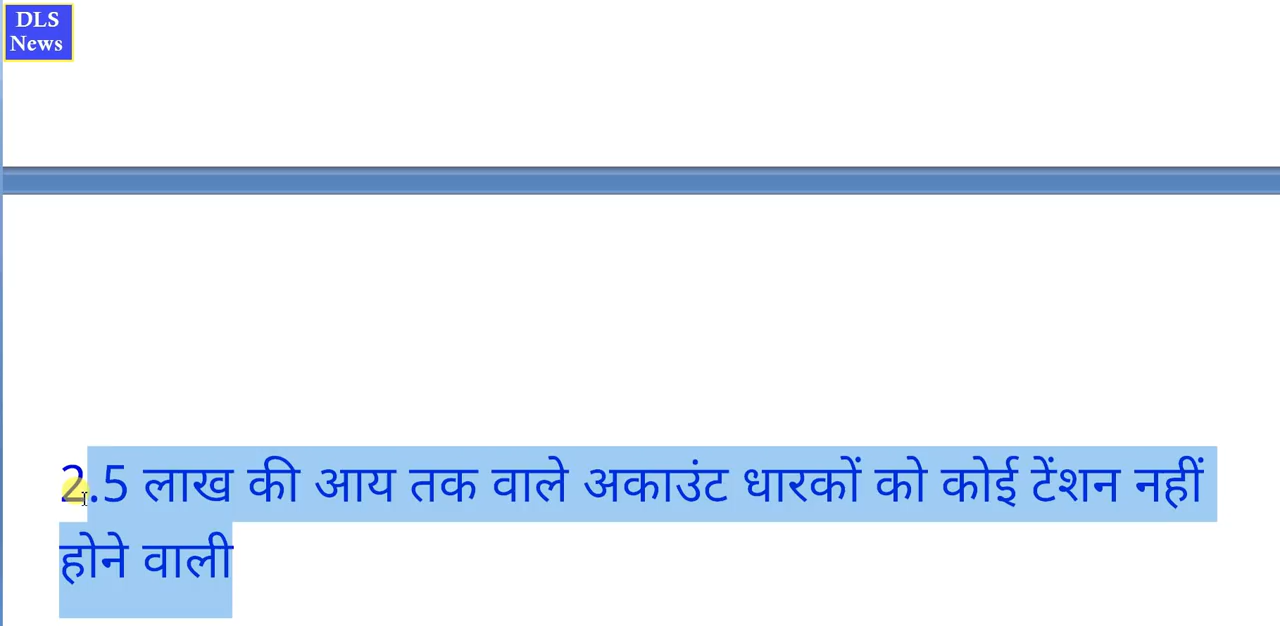 DLS
News
2.5 लाख की आय तक वाले अकाउंट धारकों को कोई टेंशन नहीं
होने वाली